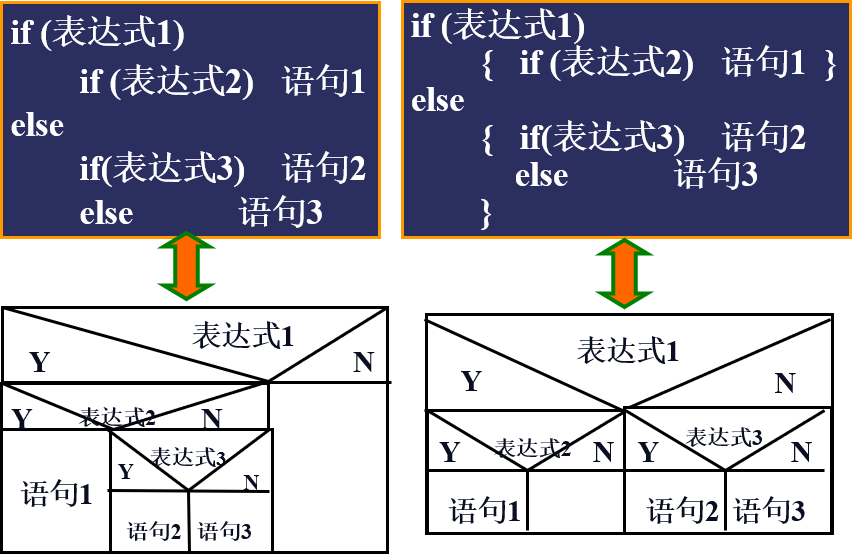 if (表达式1)
if (表达式2) 语句1
else
if(表达式3) 语句2
else 语句3
if (表达式1)
{ if (表达式2) 语句1 }
else
{ if(表达式3) 语句2
else 语句3
}
表达式1
Y N
Y 表达式2 N
Y 表达式3 N
语句1
语句2 语句3
表达式1
Y N
Y 表达式2 N Y 表达式3 N
语句1 语句2 语句3